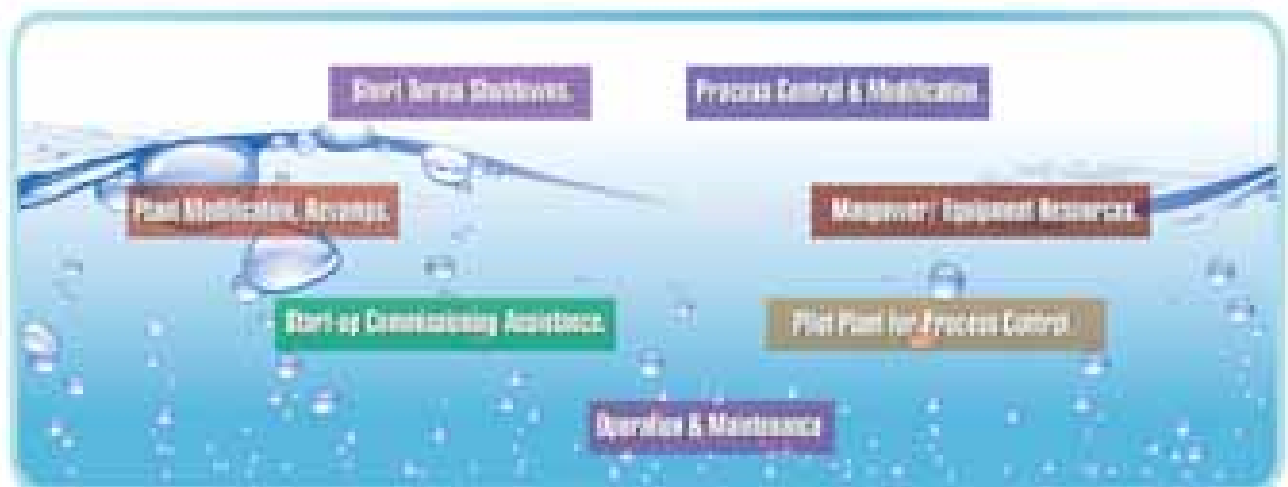 Short Terms Shutdowns.
Process Control & Modification.
Plant Modification, Revamps.
Manpower/ Equipment Resources.
Start-up Commissioning Assistance.
Pilot Plant for Process Control
Operation & Maintenance